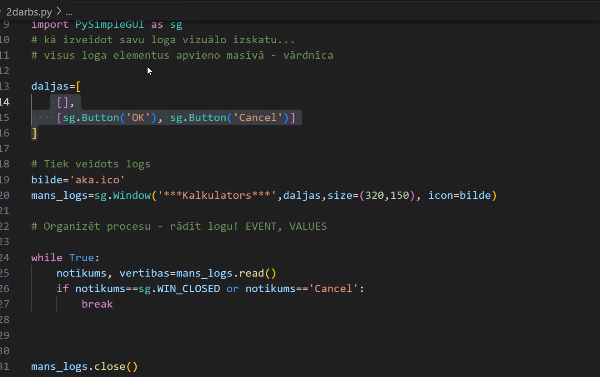 2darbs.py > ...
9 import PySimpleGUI as sg
10 # kā izveidot savu loga vizuālo izskatu...
11 # visus loga elementus apvieno masīvā - vārdnīca
12
13 daljas=[
14 [],
15 [sg.Button('OK'), sg.Button('Cancel')]
16 ]
17
18 # Tiek veidots logs
19 bilde='aka.ico'
20 mans_logs=sg.Window('***Kalkulators***',daljas,size=(320,150), icon=bilde)
21
22 # Organizēt procesu - rādīt logu! EVENT, VALUES
23
24 while True:
25 notikums, vertibas=mans_logs.read()
26 if notikums==sg.WIN_CLOSED or notikums=='Cancel':
27 break
28
29
30
31 mans_logs.close()